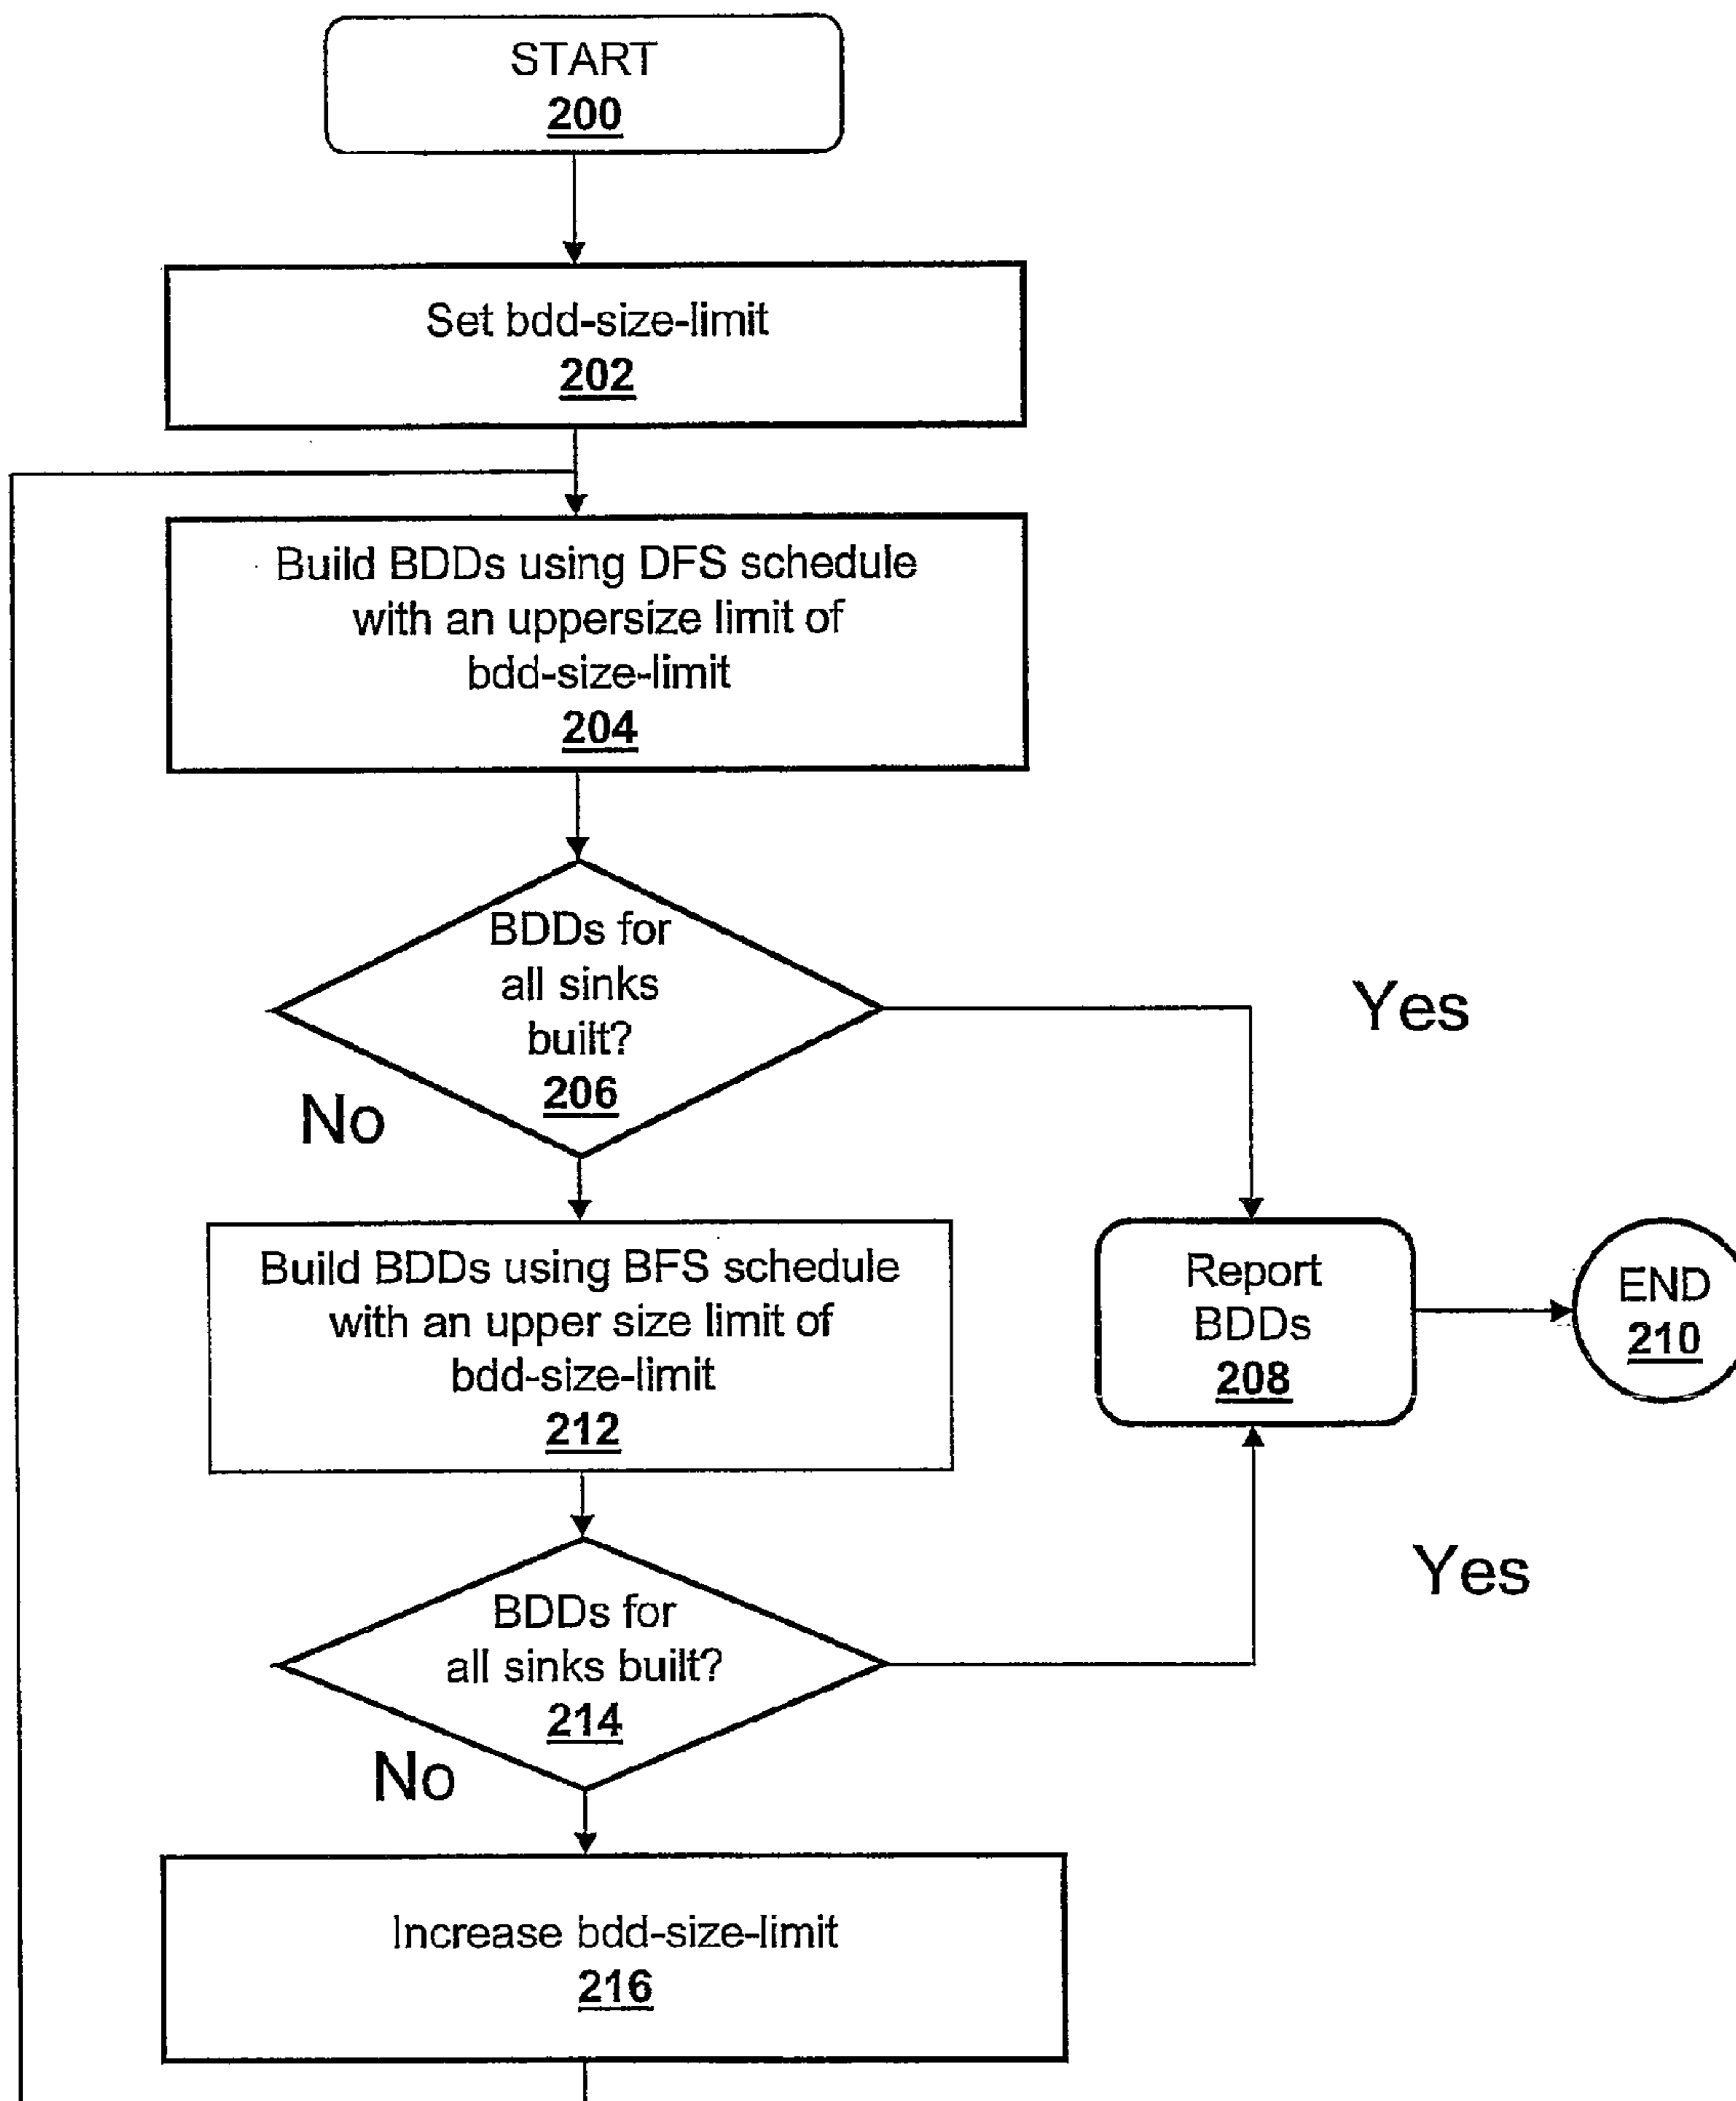 START
200
Set bdd-size-limit
202
Build BDDs using DFS schedule
with an uppersize limit of
bdd-size-limit
204
BDDs for
all sinks
built?
206
Yes
No
Build BDDs using BFS schedule
with an upper size limit of
bdd-size-limit
212
Report
BDDs
208
END
210
BDDs for
all sinks built?
214
Yes
No
Increase bdd-size-limit
216